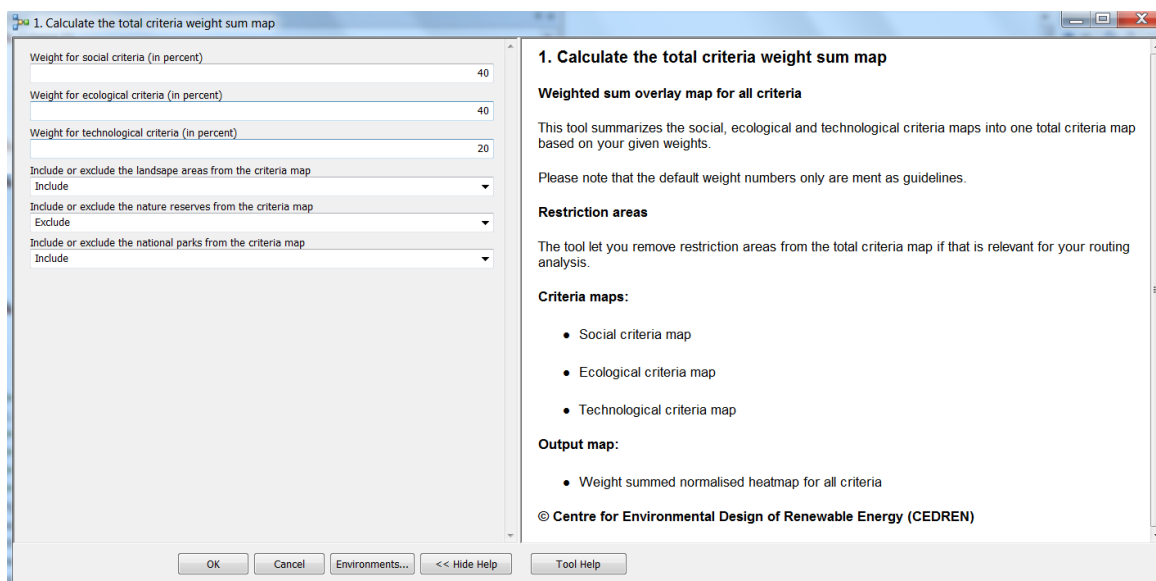 1. Calculate the total criteria weight sum map
Weight for social criteria (in percent)
40
Weight for ecological criteria (in percent)
40
Weight for technological criteria (in percent)
20
Include or exclude the landsape areas from the criteria map
Include
Include or exclude the nature reserves from the criteria map
Exclude
Include or exclude the national parks from the criteria map
Include
OK
Cancel
Environments...
<< Hide Help
1. Calculate the total criteria weight sum map
Weighted sum overlay map for all criteria
This tool summarizes the social, ecological and technological criteria maps into one total criteria map
based on your given weights.
Please note that the default weight numbers only are ment as guidelines.
Restriction areas
The tool let you remove restriction areas from the total criteria map if that is relevant for your routing
analysis.
Criteria maps:
● Social criteria map
● Ecological criteria map
● Technological criteria map
Output map:
● Weight summed normalised heatmap for all criteria
© Centre for Environmental Design of Renewable Energy (CEDREN)
Tool Help